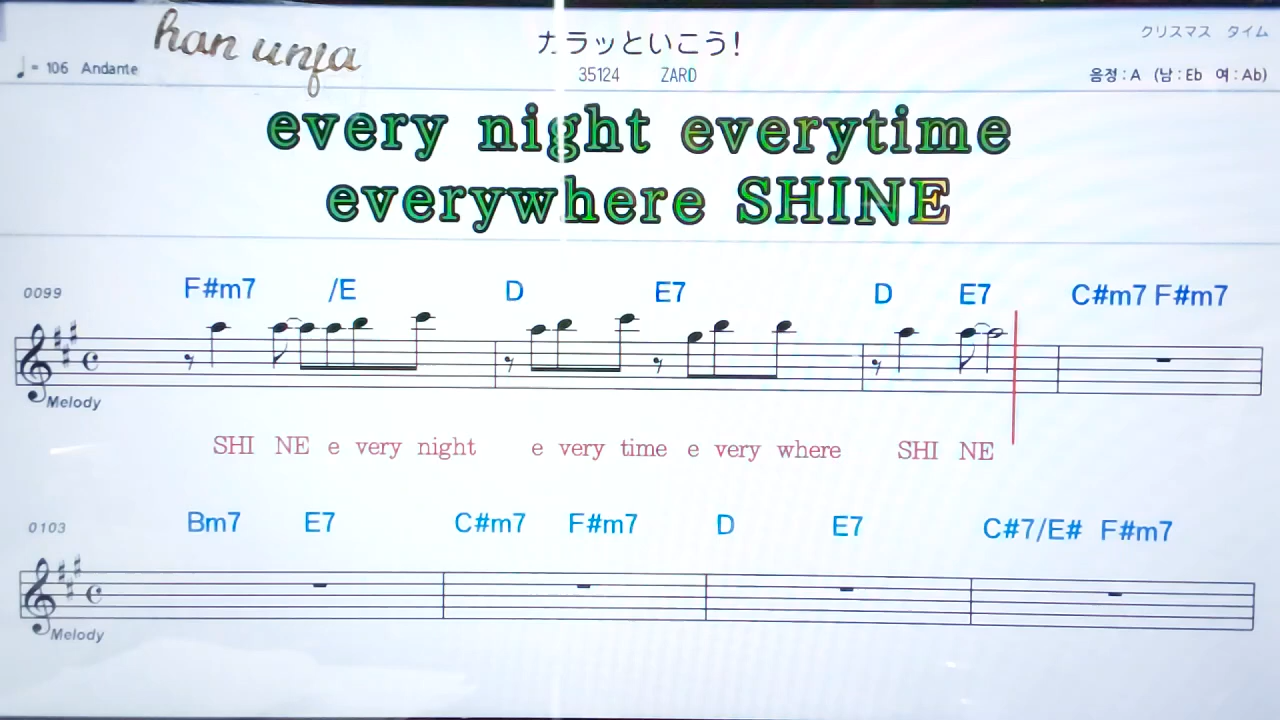 han unfa
カラッといこう!
クリスマス タイム
♩= 106 Andante
35124 ZARD
음정 : A (남 : Eb 여 : Ab)
every night everytime
everywhere SHINE
0099 F#m7 /E D E7 D E7 C#m7 F#m7
Melody
SHI NE e very night e very time e very where SHI NE
0103 Bm7 E7 C#m7 F#m7 D E7 C#7/E# F#m7
Melody